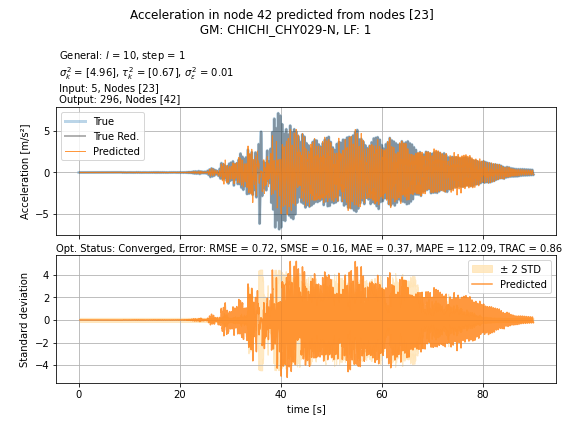 Acceleration in node 42 predicted from nodes [23]
GM: CHICHI_CHY029-N, LF: 1
General: l = 10, step = 1
σ_k² = [4.96], τ_k² = [0.67], σ_ε² = 0.01
Input: 5, Nodes [23]
Output: 296, Nodes [42]
Acceleration [m/s²]
5
0
−5
True
True Red.
Predicted
Opt. Status: Converged, Error: RMSE = 0.72, SMSE = 0.16, MAE = 0.37, MAPE = 112.09, TRAC = 0.86
Standard deviation
4
2
0
−2
−4
± 2 STD
Predicted
0 20 40 60 80
time [s]